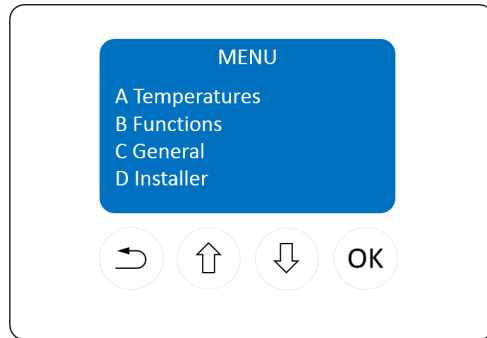 MENU
A Temperatures
B Functions
C General
D Installer
OK